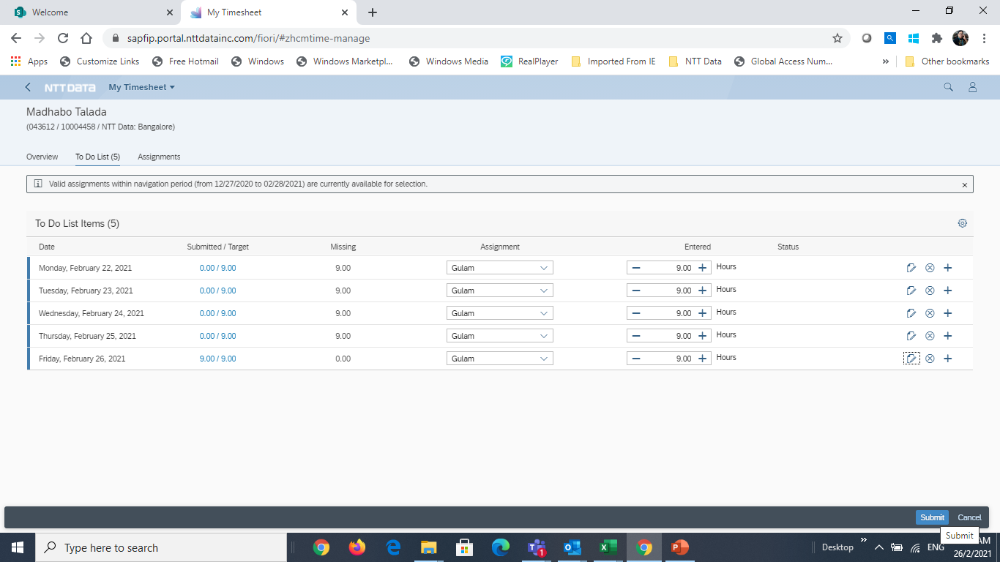 Welcome
My Timesheet
sapfip.portal.nttdatainc.com/fiori/#zhcmtime-manage
Apps Customize Links Free Hotmail Windows Windows Marketpl... Windows Media RealPlayer Imported From IE NTT Data Global Access Num... » Other bookmarks
NTT DATA My Timesheet
Madhabo Talada
(043612 / 10004458 / NTT Data: Bangalore)
Overview To Do List (5) Assignments
Valid assignments within navigation period (from 12/27/2020 to 02/28/2021) are currently available for selection.
To Do List Items (5)
Date Submitted / Target Missing Assignment Entered Status
Monday, February 22, 2021 0.00 / 9.00 9.00 Gulam 9.00 Hours
Tuesday, February 23, 2021 0.00 / 9.00 9.00 Gulam 9.00 Hours
Wednesday, February 24, 2021 0.00 / 9.00 9.00 Gulam 9.00 Hours
Thursday, February 25, 2021 0.00 / 9.00 9.00 Gulam 9.00 Hours
Friday, February 26, 2021 9.00 / 9.00 0.00 Gulam 9.00 Hours
Submit Cancel
Submit
Type here to search
Desktop » ENG AM
26/2/2021